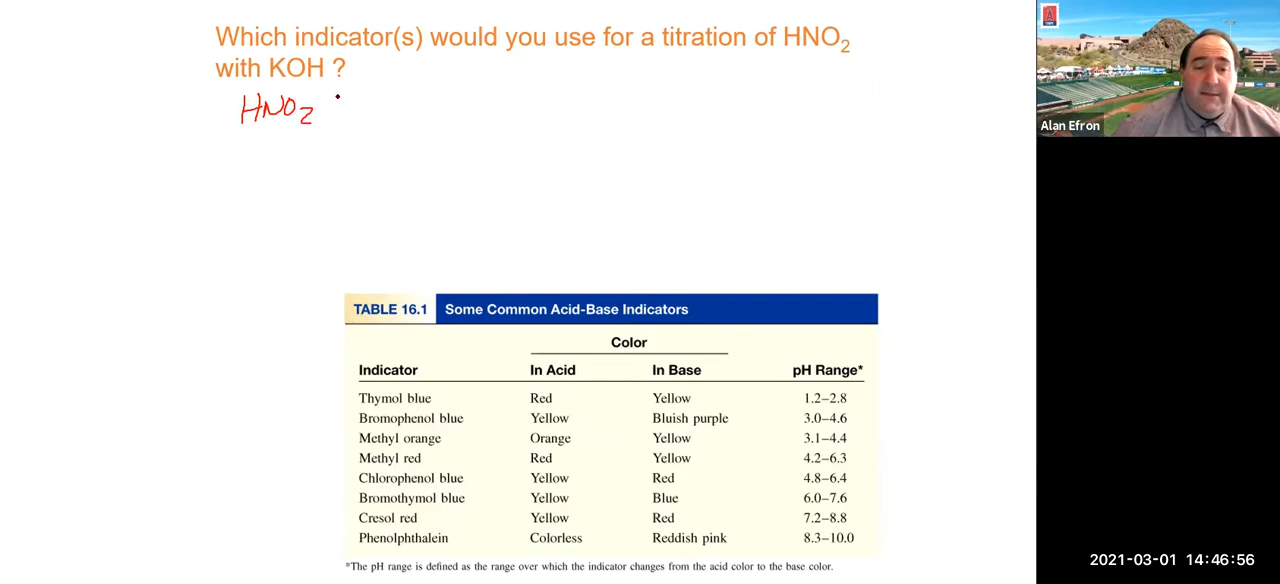 Which indicator(s) would you use for a titration of HNO₂
with KOH ?
HNO₂
Alan Efron
TABLE 16.1 Some Common Acid-Base Indicators
Color
Indicator In Acid In Base pH Range*
Thymol blue Red Yellow 1.2–2.8
Bromophenol blue Yellow Bluish purple 3.0–4.6
Methyl orange Orange Yellow 3.1–4.4
Methyl red Red Yellow 4.2–6.3
Chlorophenol blue Yellow Red 4.8–6.4
Bromothymol blue Yellow Blue 6.0–7.6
Cresol red Yellow Red 7.2–8.8
Phenolphthalein Colorless Reddish pink 8.3–10.0
*The pH range is defined as the range over which the indicator changes from the acid color to the base color.
2021-03-01 14:46:56